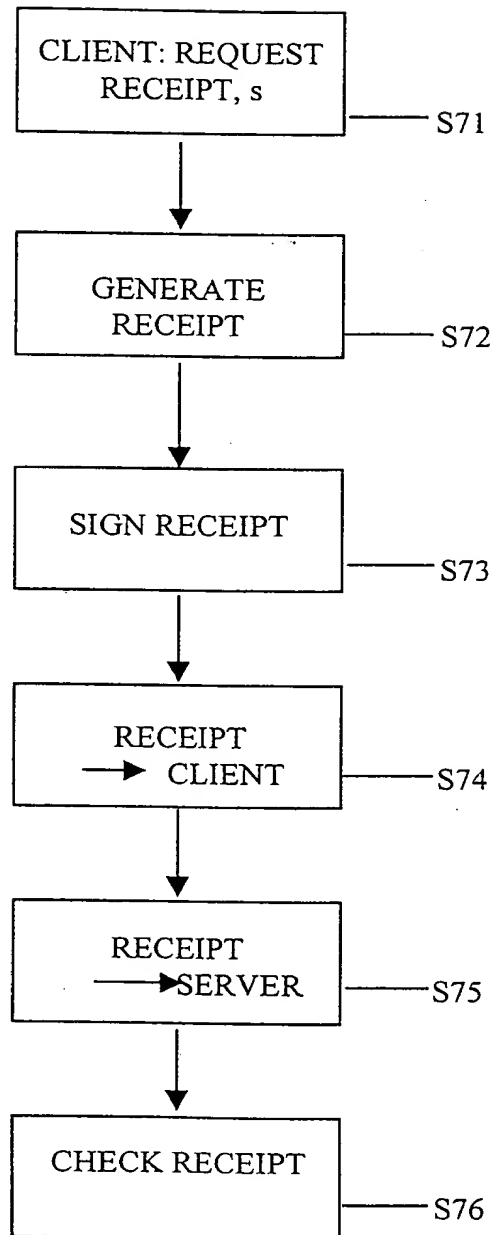 CLIENT: REQUEST
RECEIPT, s
S71
GENERATE
RECEIPT
S72
SIGN RECEIPT
S73
RECEIPT
→ CLIENT
S74
RECEIPT
→SERVER
S75
CHECK RECEIPT
S76